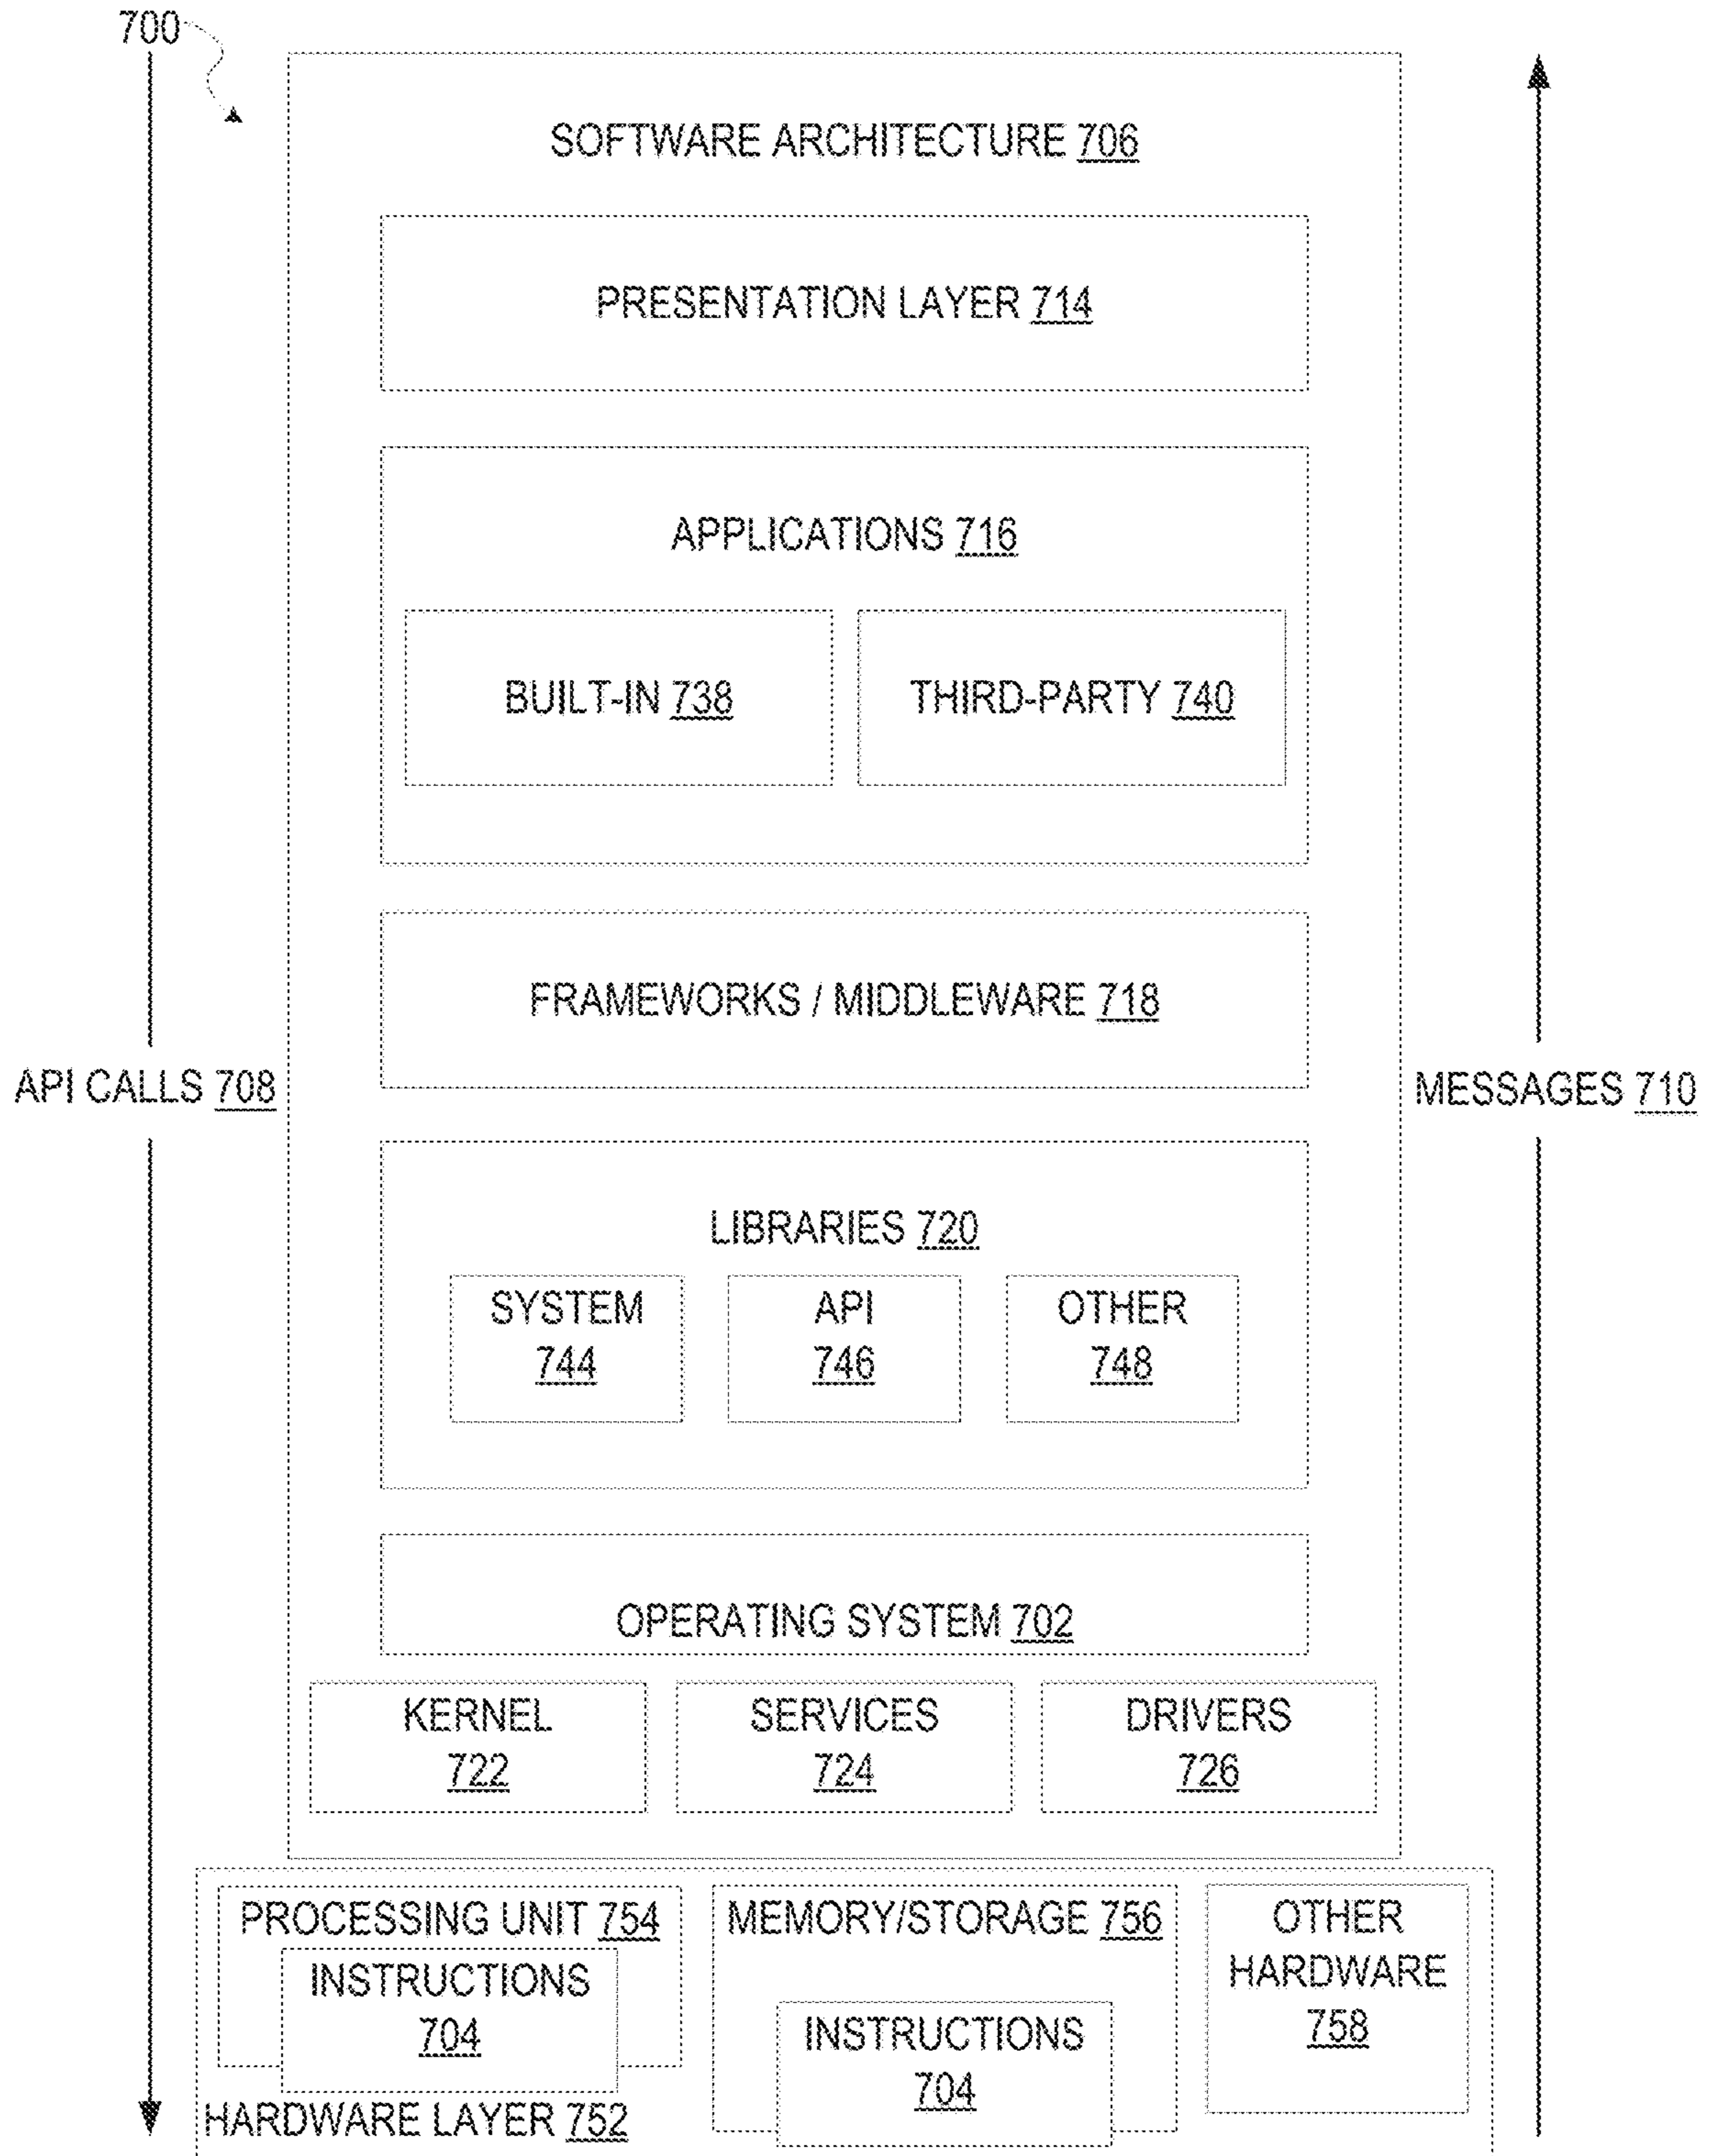 700
SOFTWARE ARCHITECTURE 706
PRESENTATION LAYER 714
APPLICATIONS 716
BUILT-IN 738
THIRD-PARTY 740
FRAMEWORKS / MIDDLEWARE 718
API CALLS 708
MESSAGES 710
LIBRARIES 720
SYSTEM
744
API
746
OTHER
748
OPERATING SYSTEM 702
KERNEL
722
SERVICES
724
DRIVERS
726
PROCESSING UNIT 754
INSTRUCTIONS
704
MEMORY/STORAGE 756
INSTRUCTIONS
704
OTHER
HARDWARE
758
HARDWARE LAYER 752